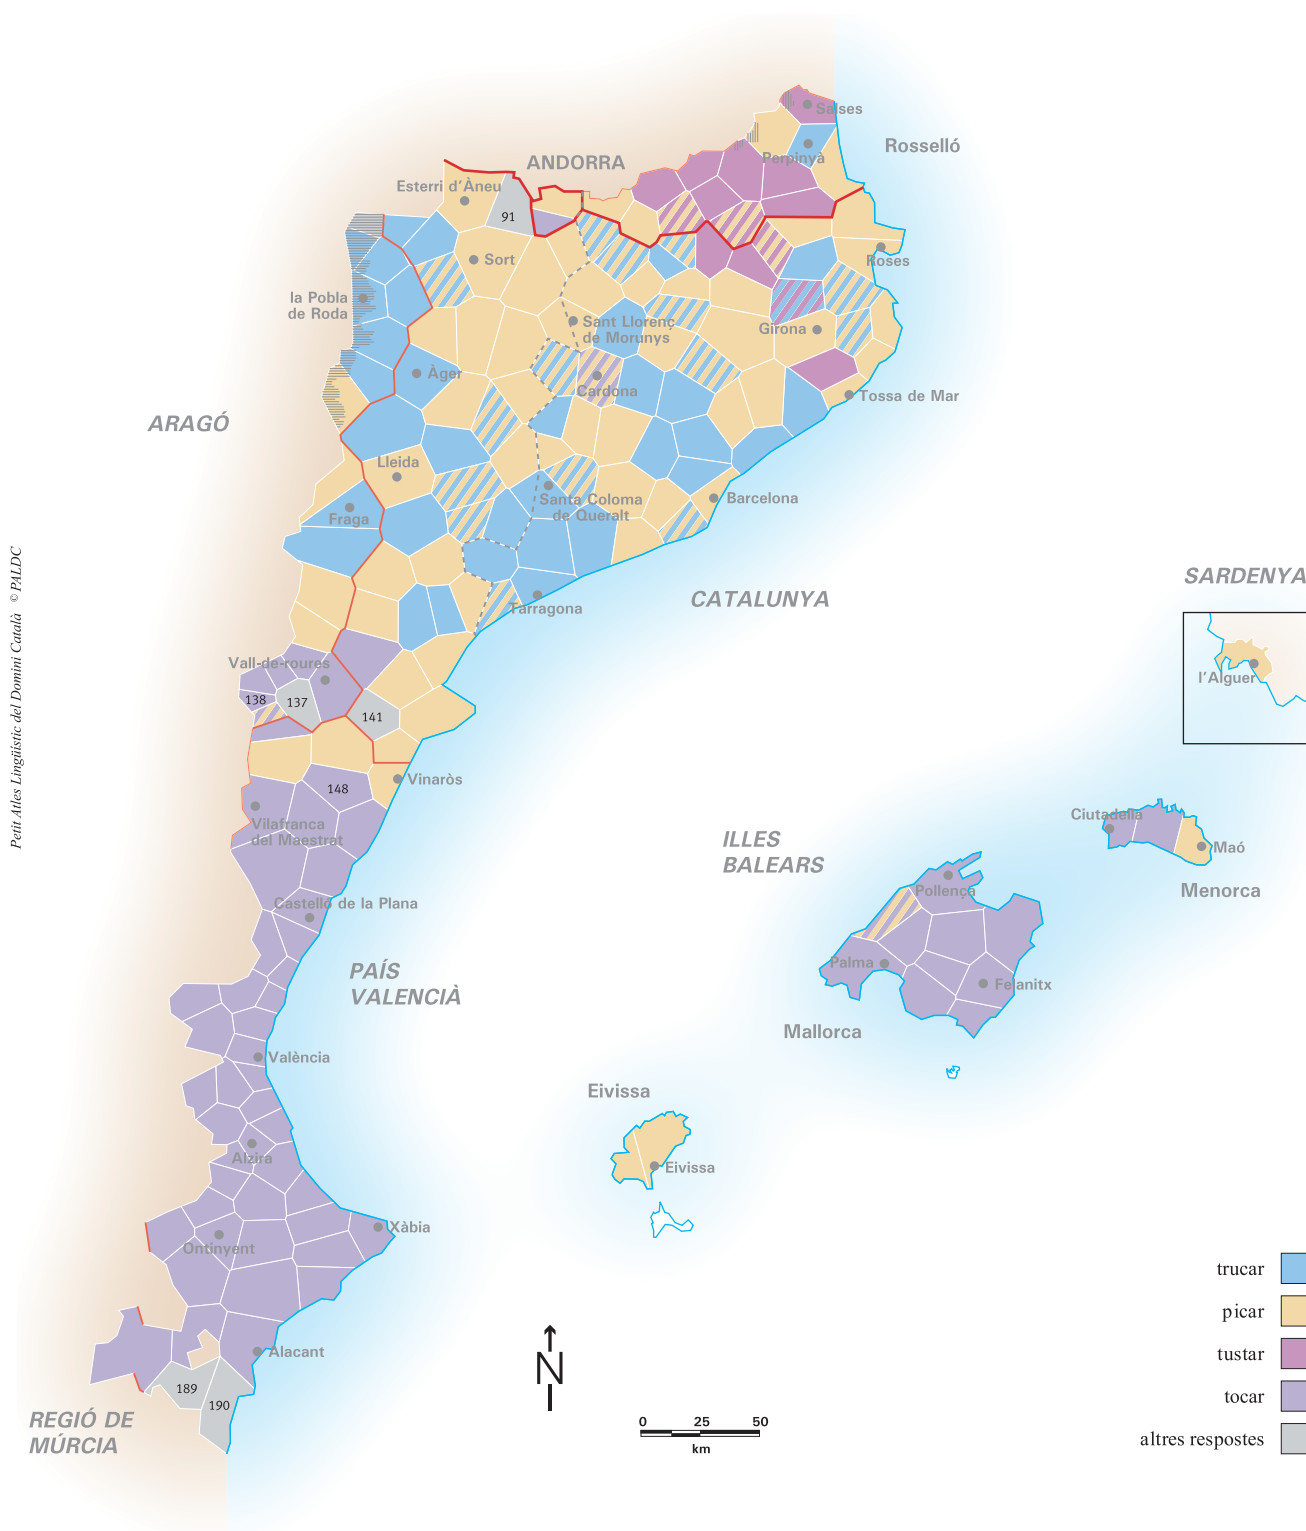 Salses
Rosselló
Perpinyà
ANDORRA
Esterri d'Àneu
91
Roses
Sort
la Pobla
de Roda
Sant Llorenç
de Morunys
Girona
Àger
Cardona
Tossa de Mar
ARAGÓ
Lleida
Santa Coloma
de Queralt
Barcelona
Fraga
Petit Atles Lingüístic del Domini Català © PALDC
SARDENYA
CATALUNYA
Tarragona
Vall-de-roures
l'Alguer
138
137
141
148
Vinaròs
Vilafranca
del Maestrat
ILLES
BALEARS
Ciutadella
Maó
Menorca
Pollença
Castelló de la Plana
PAÍS
VALENCIÀ
Palma
Felanitx
Mallorca
València
Eivissa
Alzira
Eivissa
Xàbia
Ontinyent
trucar
picar
Alacant
N
tustar
189
190
tocar
REGIÓ DE
MÚRCIA
0 25 50
km
altres respostes